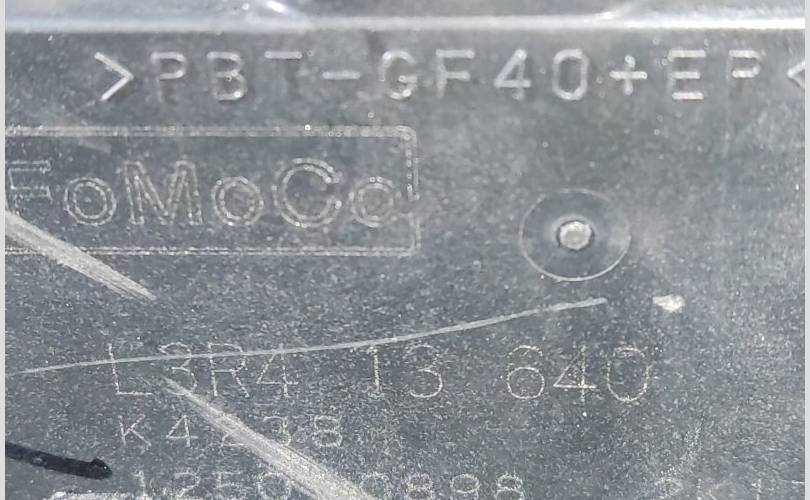 >PBT-GF40+EP<
FoMoCo
L3R4 13 640
K4238